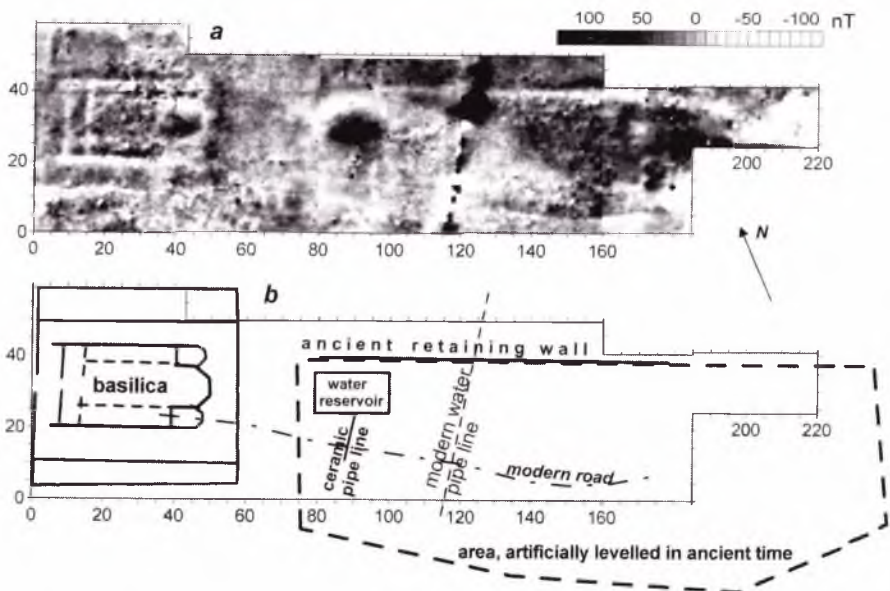 a
100 50 0 -50 -100 nT
40
20
0
0 20 40 60 80 100 120 140 160
200 220
N
b
ancient retaining wall
40
20
0
basilica
water
reservoir
ceramic
pipe line
modern water
pipe line
modern road
200 220
0 20 40 60 80 100 120 140 160
area, artificially levelled in ancient time